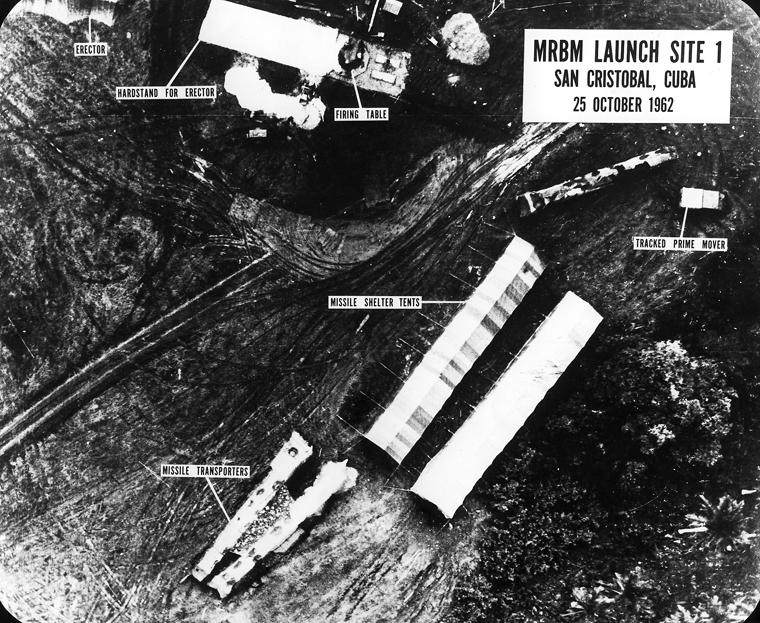 MRBM LAUNCH SITE 1
SAN CRISTOBAL, CUBA
25 OCTOBER 1962
ERECTOR
HARDSTAND FOR ERECTOR
FIRING TABLE
TRACKED PRIME MOVER
MISSILE SHELTER TENTS
MISSILE TRANSPORTERS